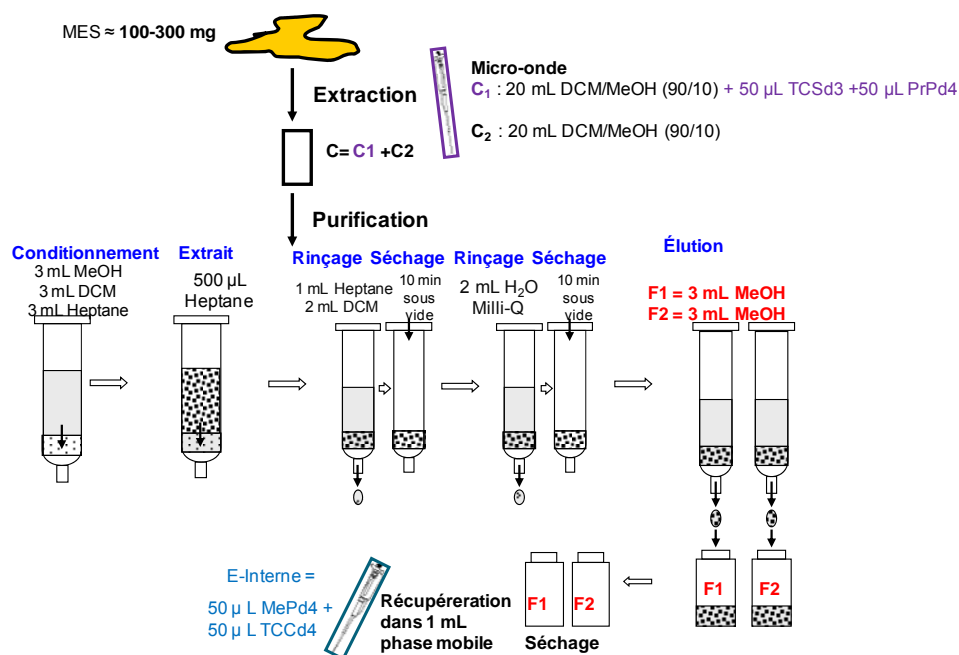 MES ≈ 100-300 mg
Extraction
Micro-onde
C1 : 20 mL DCM/MeOH (90/10) + 50 µL TCSd3 +50 µL PrPd4
C2 : 20 mL DCM/MeOH (90/10)
C= C1 +C2
Purification
Conditionnement
3 mL MeOH
3 mL DCM
3 mL Heptane
Extrait
500 µL
Heptane
Rinçage
1 mL Heptane
2 mL DCM
Séchage
10 min
sous
vide
Rinçage
2 mL H2O
Milli-Q
Séchage
10 min
sous
vide
Élution
F1 = 3 mL MeOH
F2 = 3 mL MeOH
F1
F2
F1
F2
Séchage
Récupéreration
dans 1 mL
phase mobile
E-Interne =
50 µ L MePd4 +
50 µ L TCCd4